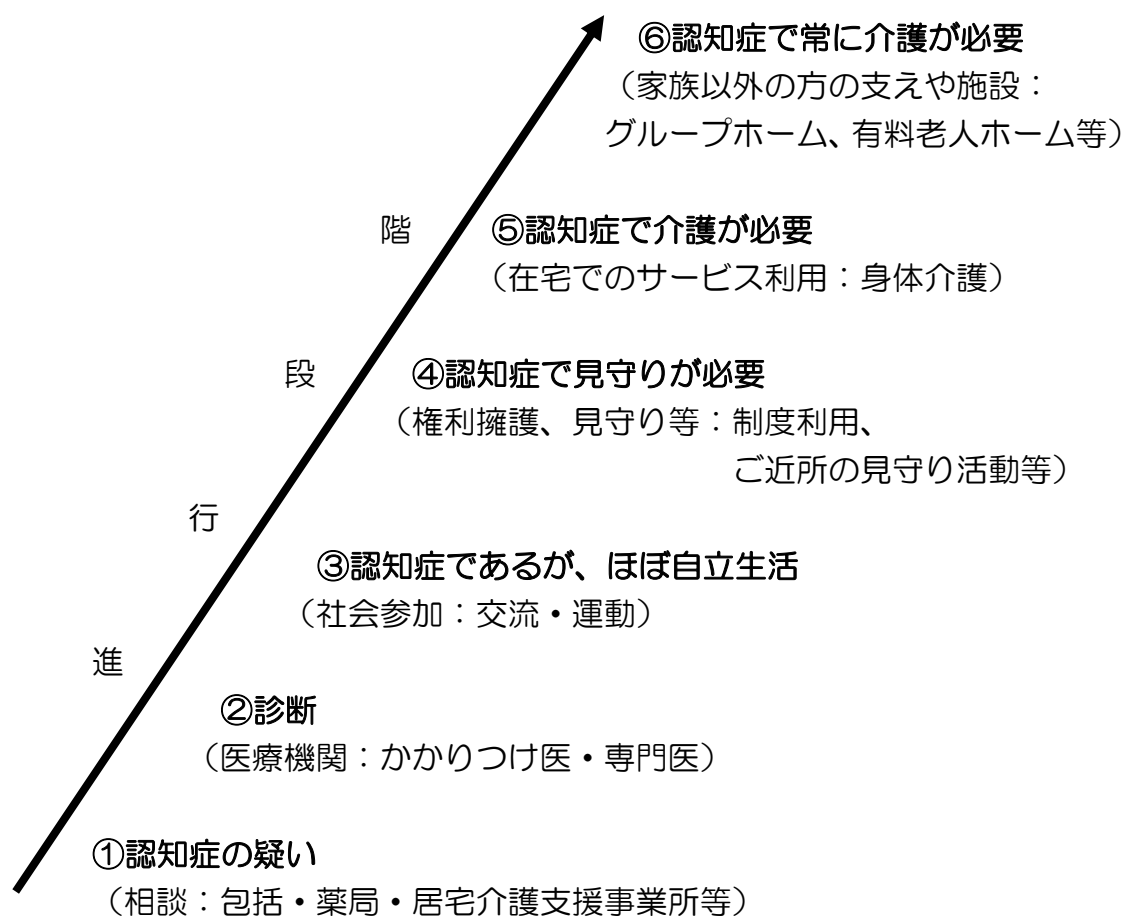 ⑥認知症で常に介護が必要
（家族以外の方の支えや施設：
グループホーム、有料老人ホーム等）
階
⑤認知症で介護が必要
（在宅でのサービス利用：身体介護）
段
④認知症で見守りが必要
（権利擁護、見守り等：制度利用、
ご近所の見守り活動等）
行
③認知症であるが、ほぼ自立生活
（社会参加：交流・運動）
進
②診断
（医療機関：かかりつけ医・専門医）
①認知症の疑い
（相談：包括・薬局・居宅介護支援事業所等）